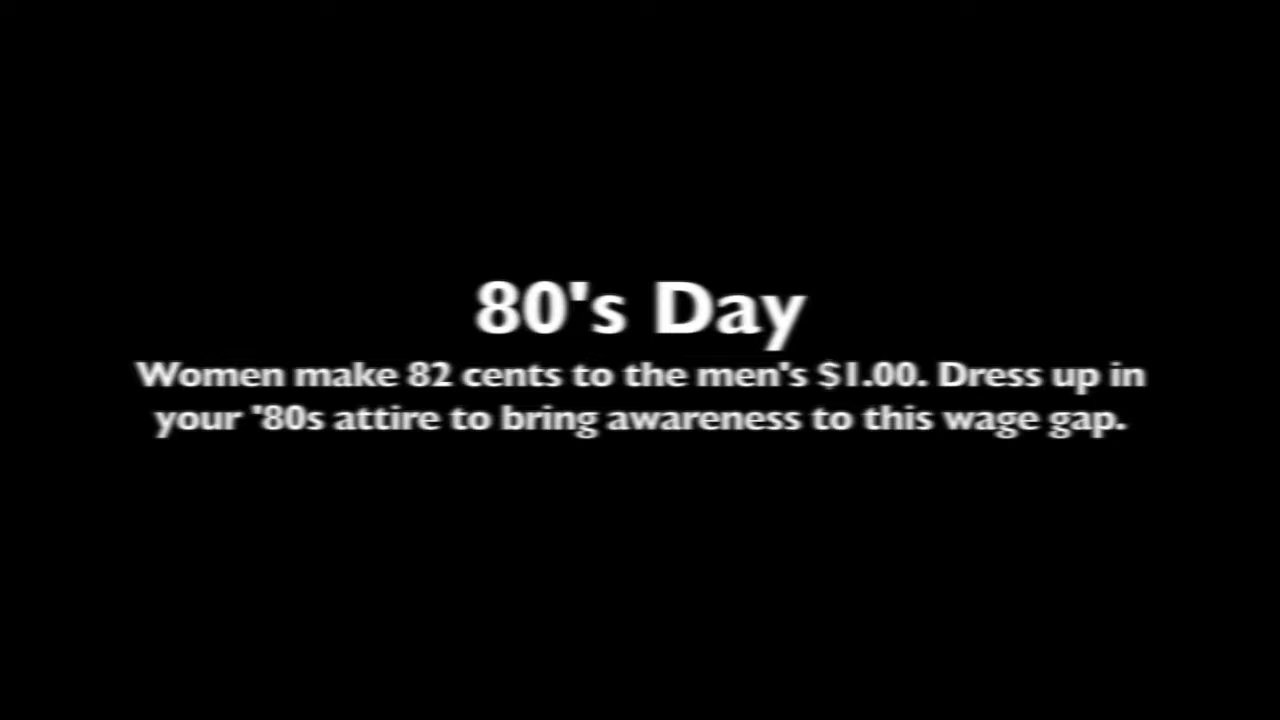 80's Day
Women make 82 cents to the men's $1.00. Dress up in
your '80s attire to bring awareness to this wage gap.